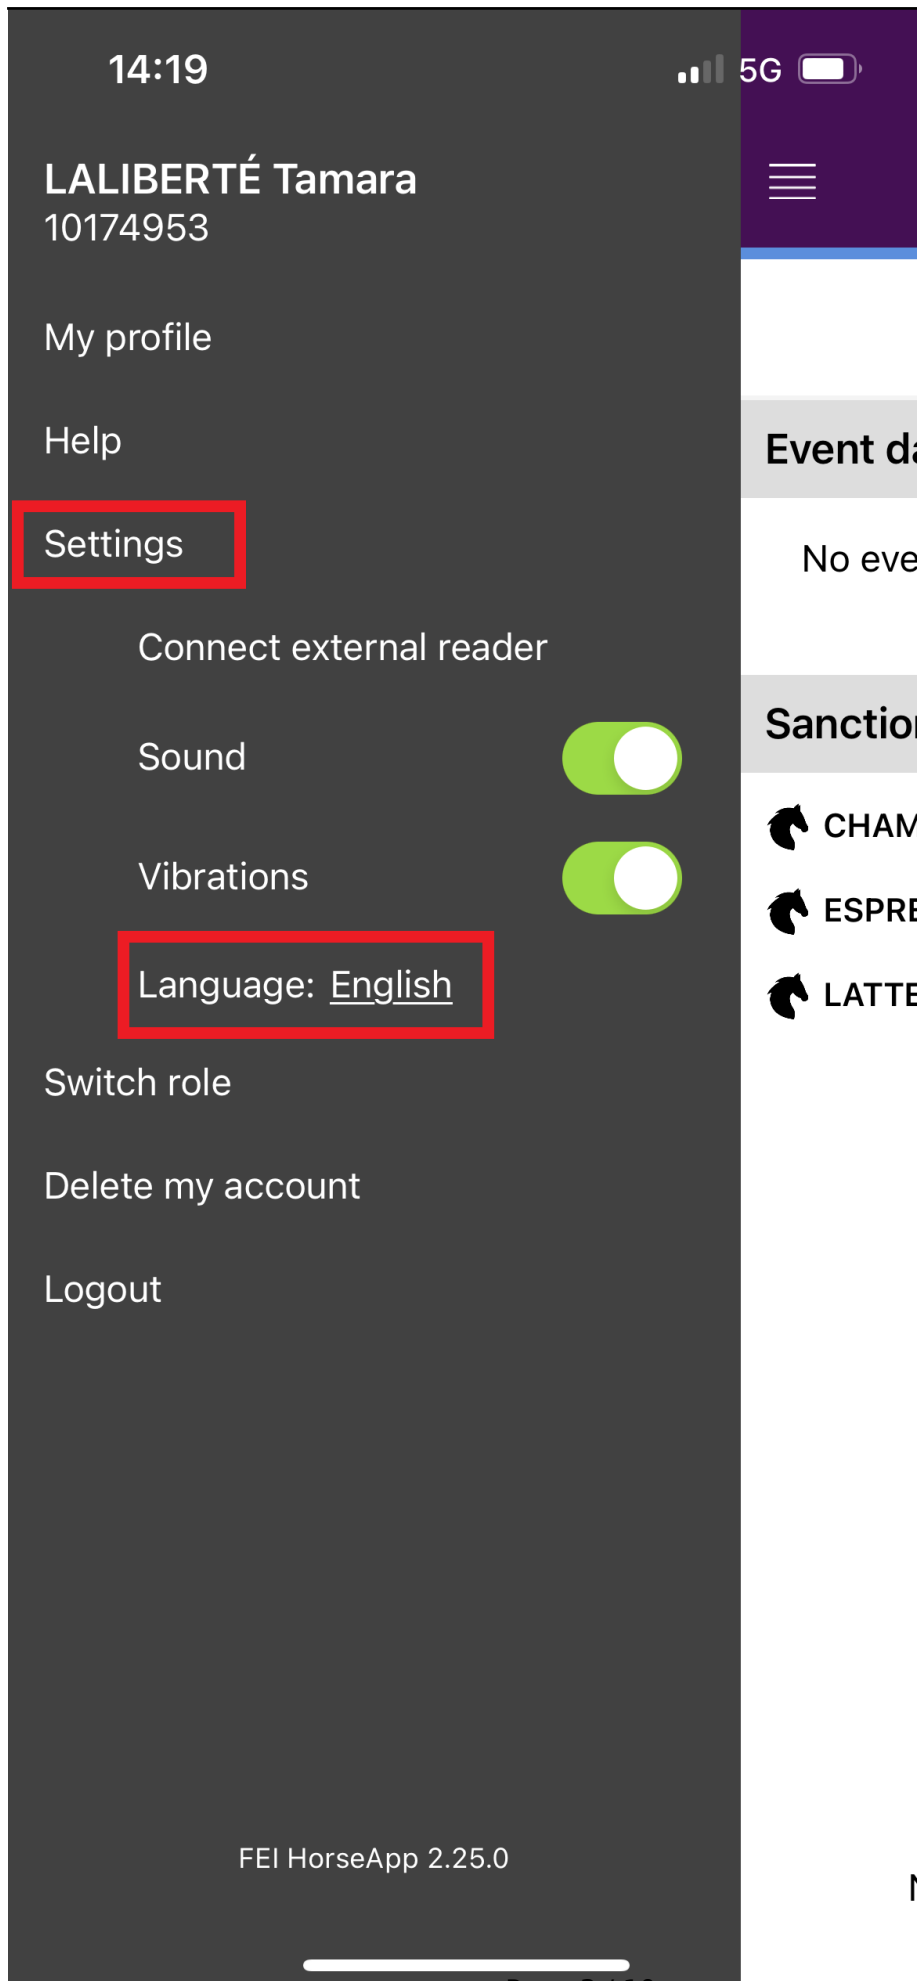 14:19
5G
LALIBERTÉ Tamara
10174953
My profile
Help
Settings
Connect external reader
Sound
Vibrations
Language: English
Switch role
Delete my account
Logout
FEI HorseApp 2.25.0
Event da
No eve
Sanction
CHAM
ESPRE
LATTE